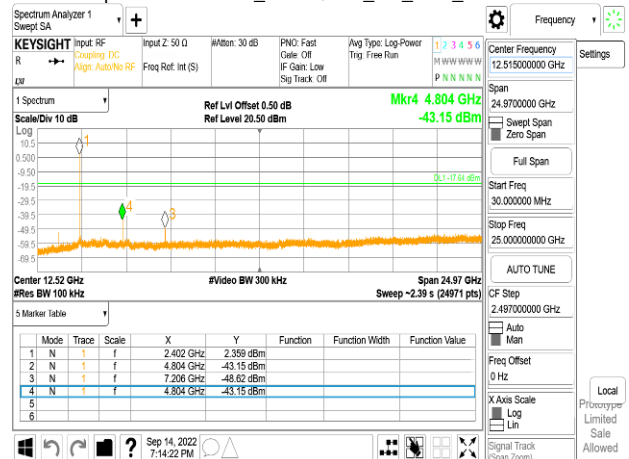 Spectrum Analyzer 1
Swept SA
Frequency
KEYSIGHT
R
Input: RF
Coupling: DC
Align: Auto/No RF
Input Z: 50 Ω
Freq Ref: Int (S)
#Atten: 30 dB
PNO: Fast
Gate: Off
IF Gain: Low
Sig Track: Off
Avg Type: Log-Power
Trig: Free Run
1 2 3 4 5 6
M W W W W W
P N N N N N
Settings
Center Frequency
12.515000000 GHz
Span
24.9700000 GHz
Swept Span
Zero Span
Full Span
Start Freq
30.000000 MHz
Stop Freq
25.000000000 GHz
AUTO TUNE
CF Step
2.497000000 GHz
Auto
Man
Freq Offset
0 Hz
X Axis Scale
Log
Lin
Signal Track
(Span Zoom)
Local
Prototype
Limited
Sale
Allowed
1 Spectrum
Scale/Div 10 dB
Ref Lvl Offset 0.50 dB
Ref Level 20.50 dBm
Mkr4 4.804 GHz
-43.15 dBm
Log
10.5
0.500
-9.50
-19.5
-29.5
-39.5
-49.5
-59.5
-69.5
1
4
3
DL1 -17.64 dBm
Center 12.52 GHz
#Res BW 100 kHz
#Video BW 300 kHz
Span 24.97 GHz
Sweep ~2.39 s (24971 pts)
5 Marker Table
Mode Trace Scale X Y Function Function Width Function Value
1 N 1 f 2.402 GHz 2.359 dBm
2 N 1 f 4.804 GHz -43.15 dBm
3 N 1 f 7.206 GHz -48.62 dBm
4 N 1 f 4.804 GHz -43.15 dBm
5
6
?
Sep 14, 2022
7:14:22 PM